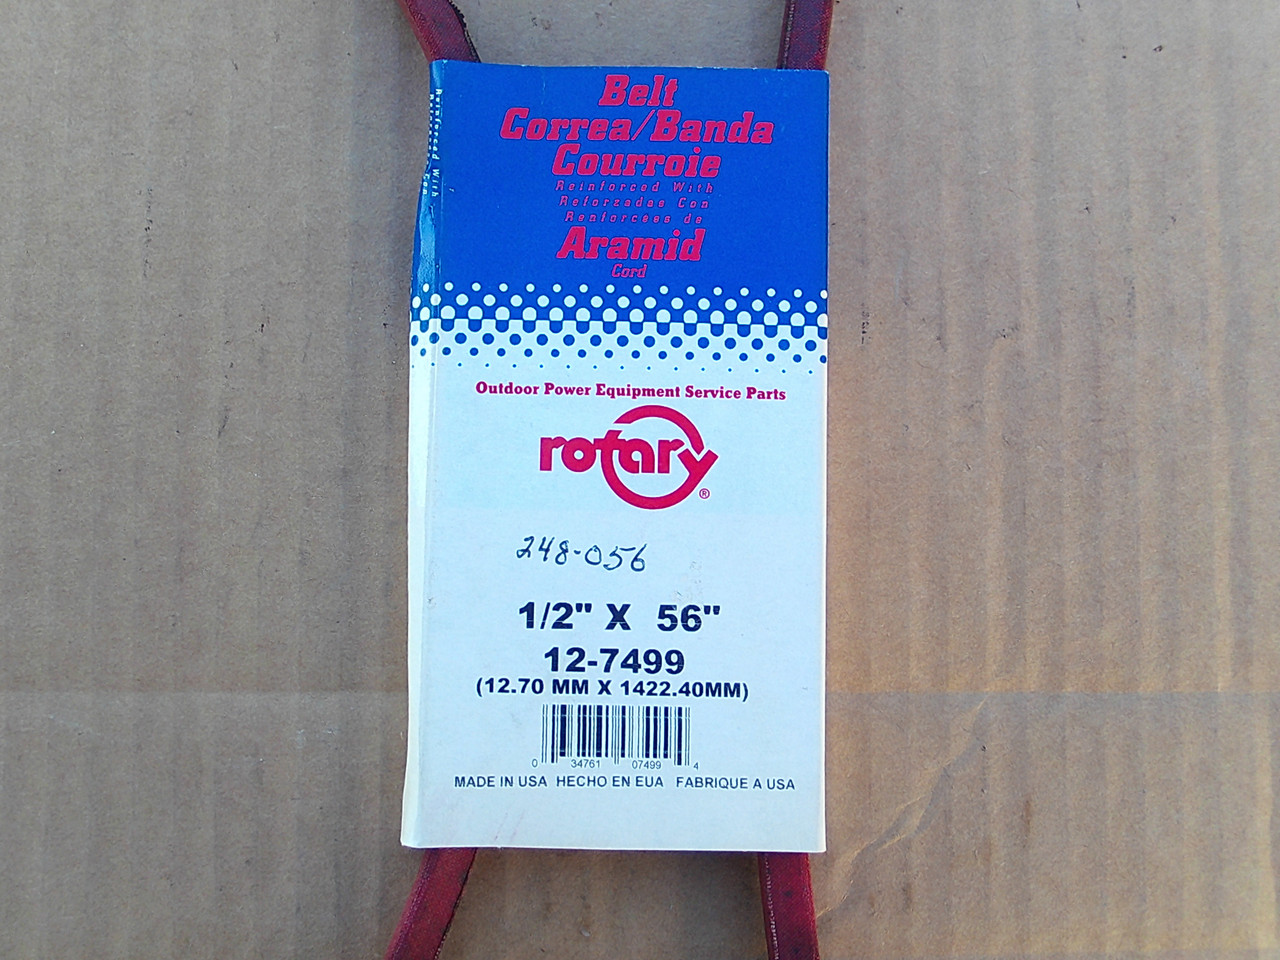 Belt
Correa/Banda
Courroie
Reinforced With
Reforzadas Con
Renforcees de
Aramid
Cord
Reinforced With
Outdoor Power Equipment Service Parts
rotary®
248-056
1/2" X 56"
12-7499
(12.70 MM X 1422.40MM)
0 34761 07499 4
MADE IN USA HECHO EN EUA FABRIQUE A USA